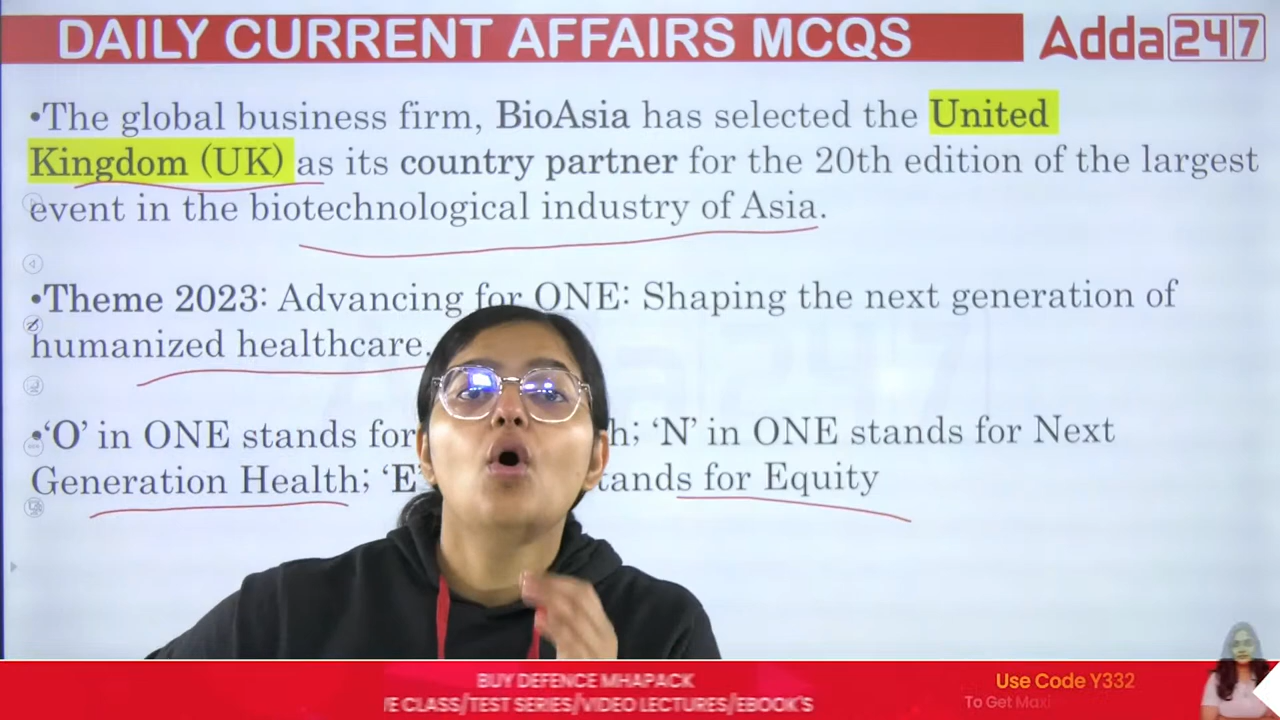 DAILY CURRENT AFFAIRS MCQS
Adda247
•The global business firm, BioAsia has selected the United
Kingdom (UK) as its country partner for the 20th edition of the largest
event in the biotechnological industry of Asia.
•Theme 2023: Advancing for ONE: Shaping the next generation of
humanized healthcare.
•‘O’ in ONE stands for h; ‘N’ in ONE stands for Next
Generation Health; ‘E’ tands for Equity
BUY DEFENCE MHAPACK
E CLASS/TEST SERIES/VIDEO LECTURES/EBOOK'S
Use Code Y332
To Get Maxi